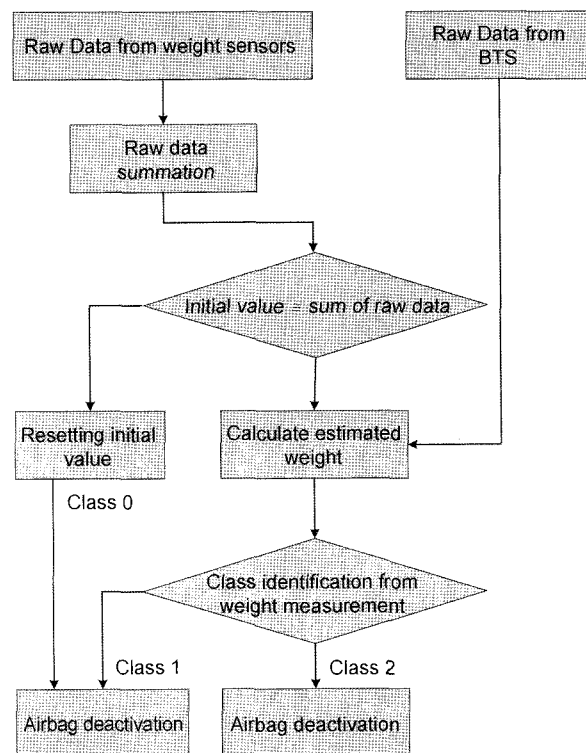 Raw Data from weight sensors
Raw Data from
BTS
Raw data
summation
Initial value = sum of raw data
Resetting initial
value
Calculate estimated
weight
Class 0
Class identification from
weight measurement
Class 1
Class 2
Airbag deactivation
Airbag deactivation